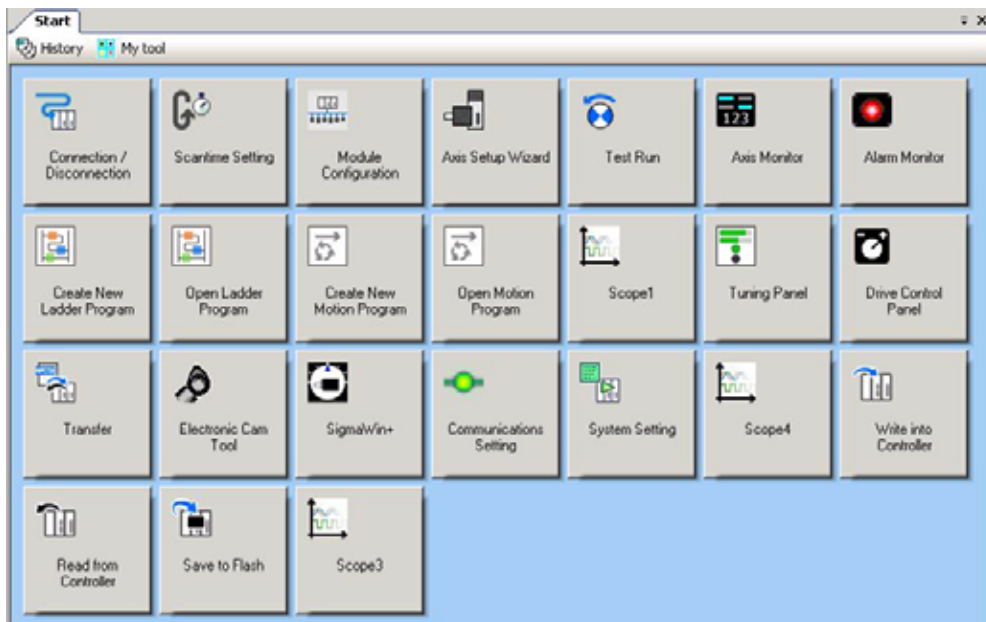 Start
History My tool
Connection /
Disconnection
Scantime Setting
Module
Configuration
Axis Setup Wizard
Test Run
123
Axis Monitor
Alarm Monitor
Create New
Ladder Program
Open Ladder
Program
Create New
Motion Program
Open Motion
Program
Scope1
Tuning Panel
Drive Control
Panel
Transfer
Electronic Cam
Tool
SigmaWin+
Communications
Setting
System Setting
Scope4
Write into
Controller
Read from
Controller
Save to Flash
Scope3